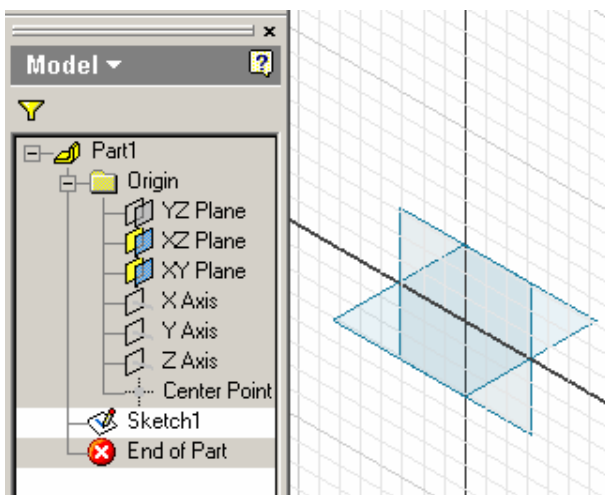 Model
Part1
Origin
YZ Plane
XZ Plane
XY Plane
X Axis
Y Axis
Z Axis
Center Point
Sketch1
End of Part